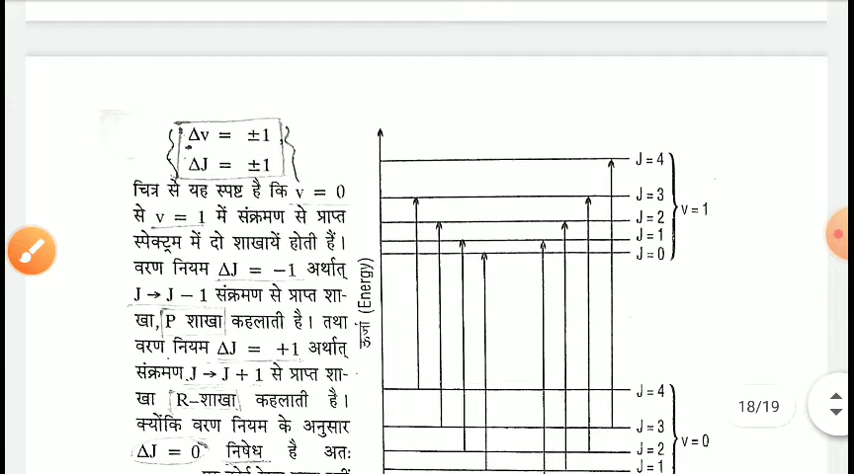 Δv = ±1
ΔJ = ±1
चित्र से यह स्पष्ट है कि v = 0
से v = 1 में संक्रमण से प्राप्त
स्पेक्ट्रम में दो शाखायें होती हैं।
वरण नियम ΔJ = −1 अर्थात्
J → J − 1 संक्रमण से प्राप्त शा-
खा, P शाखा कहलाती है। तथा
वरण नियम ΔJ = +1 अर्थात्
संक्रमण J → J + 1 से प्राप्त शा-
खा R–शाखा कहलाती है।
क्योंकि वरण नियम के अनुसार
ΔJ = 0 निषेध है अतः
ऊर्जा (Energy)
J = 4
J = 3
J = 2
J = 1
J = 0
v = 1
J = 4
J = 3
J = 2
J = 1
v = 0
18/19